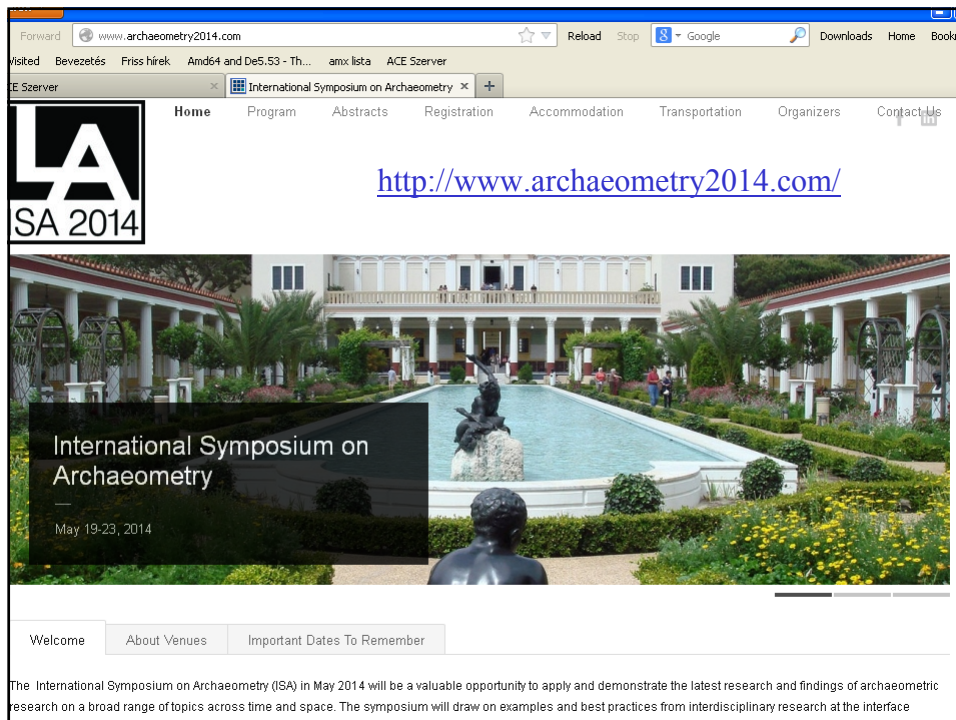 Forward www.archaeometry2014.com Reload Stop Google Downloads Home
Bevezetés Friss hírek Amd64 and De5.53 - Th... amx lista ACE Szerver
Szerver × International Symposium on Archaeometry × +
Home Program Abstracts Registration Accommodation Transportation Organizers Contact Us
LA
ISA 2014
http://www.archaeometry2014.com/
International Symposium on
Archaeometry
May 19-23, 2014
Welcome About Venues Important Dates To Remember
The International Symposium on Archaeometry (ISA) in May 2014 will be a valuable opportunity to apply and demonstrate the latest research and findings of archaeometric
research on a broad range of topics across time and space. The symposium will draw on examples and best practices from interdisciplinary research at the interface